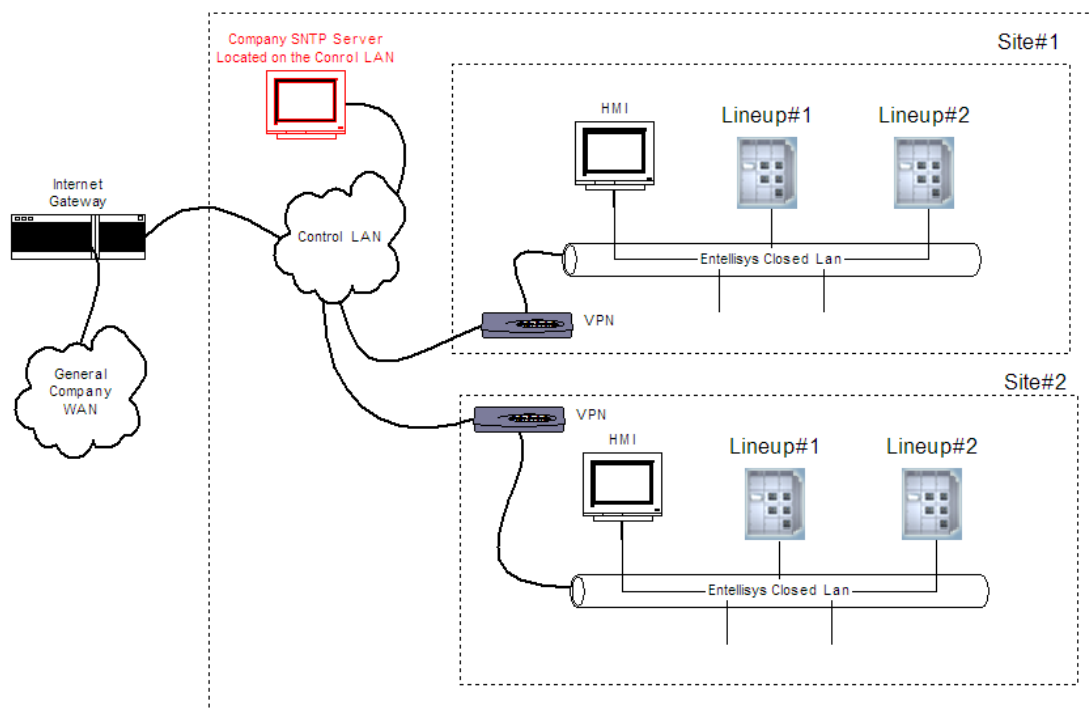 Company SNTP Server
Located on the Conrol LAN
Site#1
HMI
Lineup#1
Lineup#2
Internet
Gateway
Control LAN
Entellisys Closed Lan
VPN
General
Company
WAN
Site#2
VPN
HMI
Lineup#1
Lineup#2
Entellisys Closed Lan